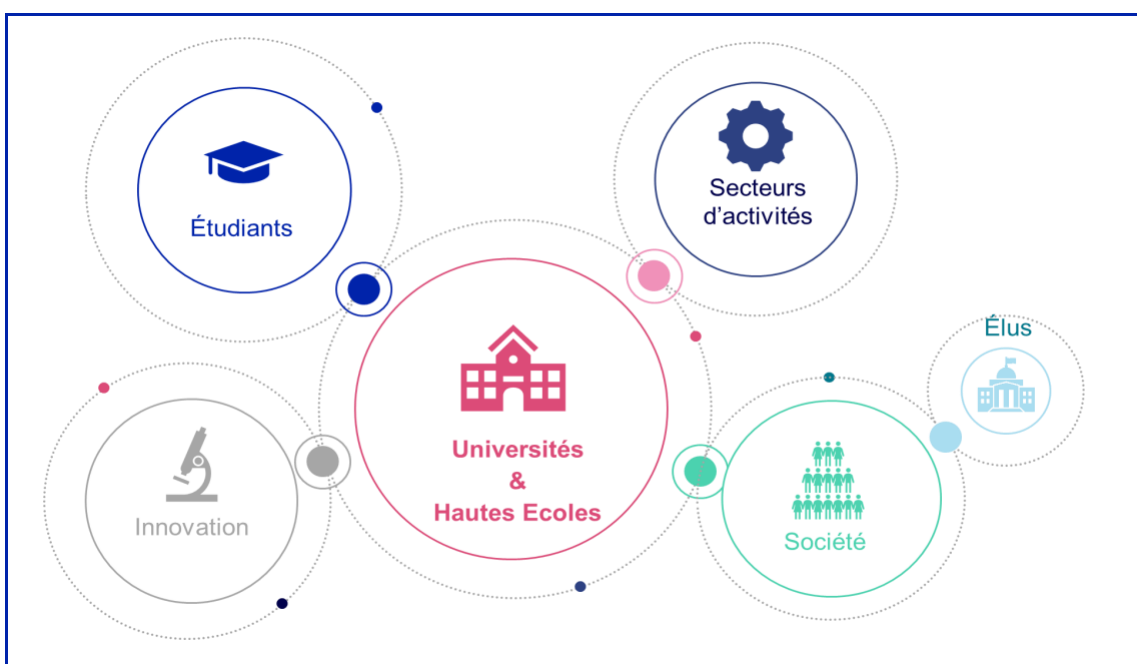 Étudiants
Secteurs
d'activités
Élus
Universités
&
Hautes Ecoles
Innovation
Société